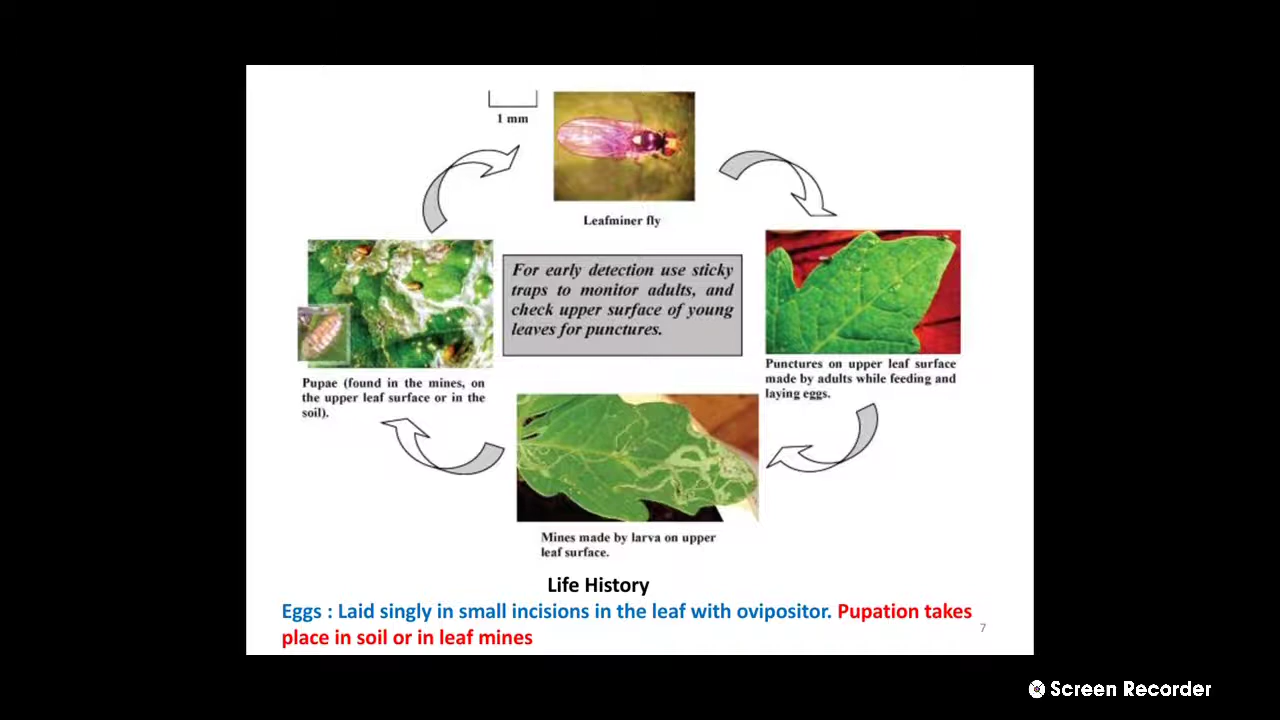 1 mm
Leafminer fly
For early detection use sticky
traps to monitor adults, and
check upper surface of young
leaves for punctures.
Punctures on upper leaf surface
made by adults while feeding and
laying eggs.
Pupae (found in the mines, on
the upper leaf surface or in the
soil).
Mines made by larva on upper
leaf surface.
Life History
Eggs : Laid singly in small incisions in the leaf with ovipositor. Pupation takes
place in soil or in leaf mines
7
Screen Recorder